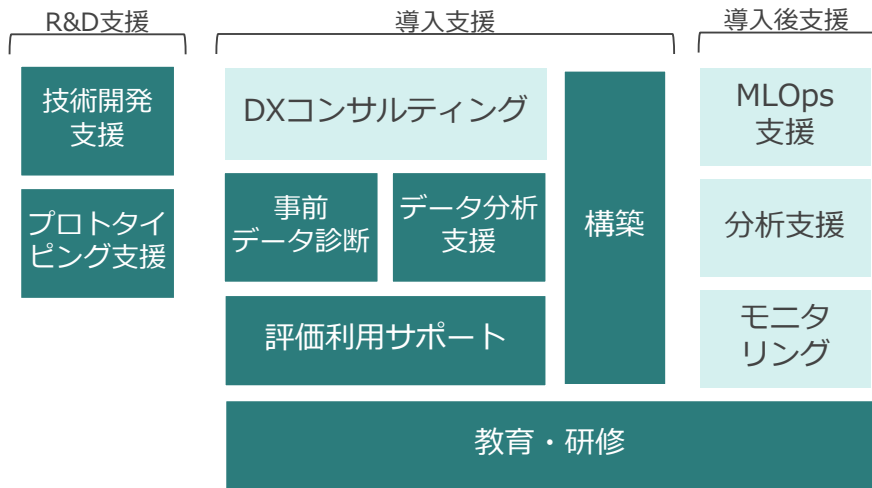 R&D支援
導入支援
導入後支援
技術開発
支援
プロトタイ
ピング支援
DXコンサルティング
事前
データ診断
データ分析
支援
評価利用サポート
構築
MLOps
支援
分析支援
モニタ
リング
教育・研修